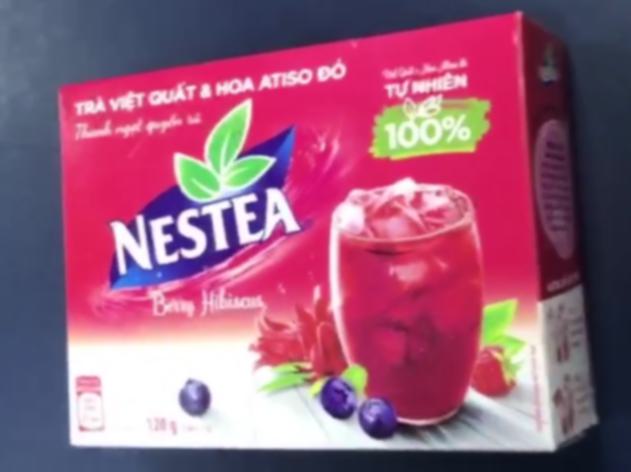 TRÀ VIỆT QUẤT & HOA ATISO ĐỎ
Thanh ngọt quyến rũ
TỰ NHIÊN
100%
NESTEA
Berry Hibiscus
120 g